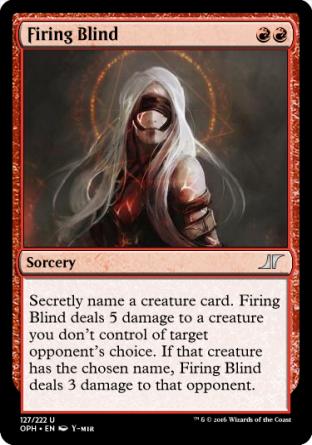 Firing Blind
Sorcery
Secretly name a creature card. Firing
Blind deals 5 damage to a creature
you don't control of target
opponent's choice. If that creature
has the chosen name, Firing Blind
deals 3 damage to that opponent.
127/222 U
OPH • EN Y-M1R
™ & © 2016 Wizards of the Coast